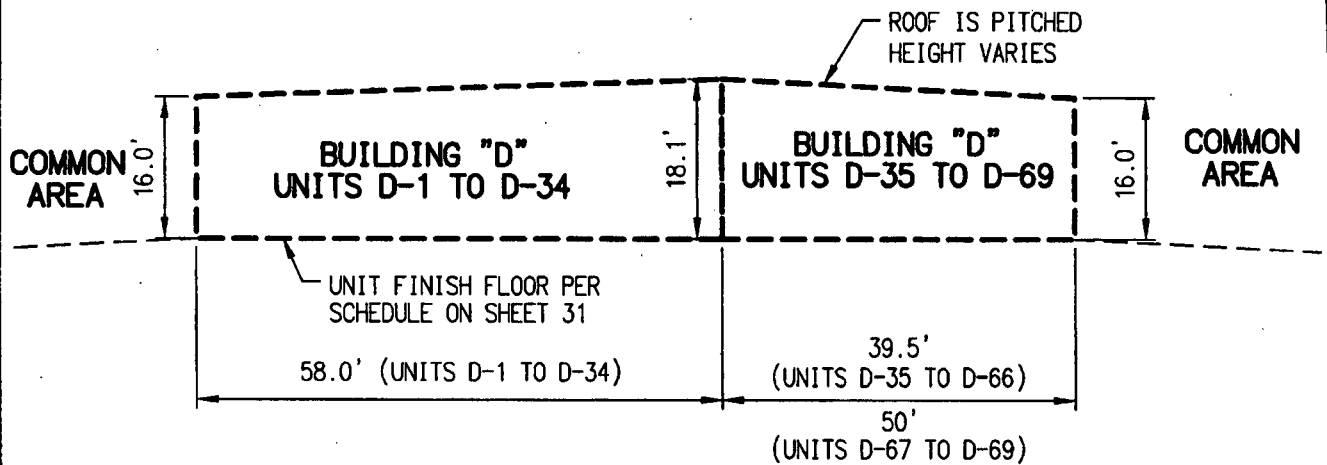 ROOF IS PITCHED
HEIGHT VARIES
COMMON
AREA
16.0'
BUILDING "D"
UNITS D-1 TO D-34
18.1'
BUILDING "D"
UNITS D-35 TO D-69
16.0'
COMMON
AREA
UNIT FINISH FLOOR PER
SCHEDULE ON SHEET 31
58.0' (UNITS D-1 TO D-34)
39.5'
(UNITS D-35 TO D-66)
50'
(UNITS D-67 TO D-69)